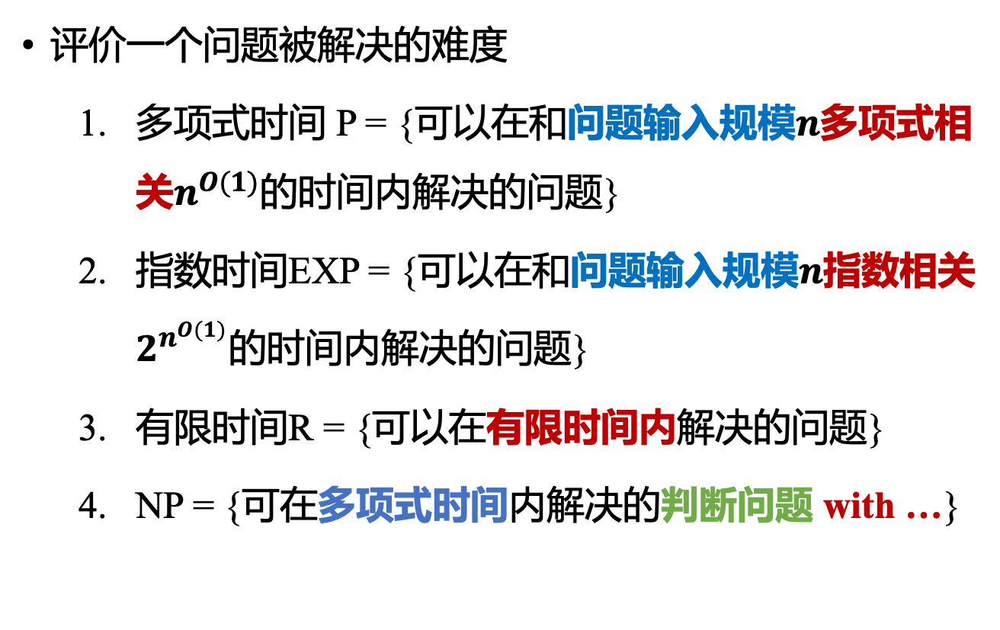 • 评价一个问题被解决的难度
1. 多项式时间 P = {可以在和问题输入规模n多项式相
关n^{O(1)}的时间内解决的问题}
2. 指数时间EXP = {可以在和问题输入规模n指数相关
2^{n^{O(1)}}的时间内解决的问题}
3. 有限时间R = {可以在有限时间内解决的问题}
4. NP = {可在多项式时间内解决的判断问题 with …}